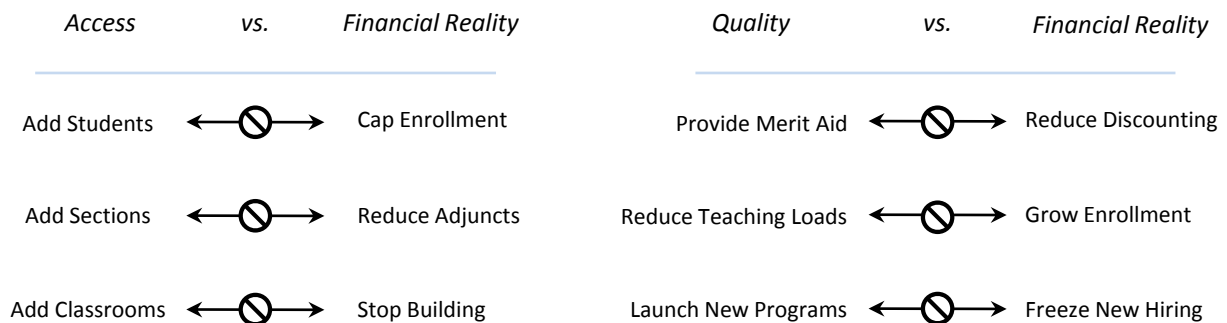 Access vs. Financial Reality
Add Students Cap Enrollment
Add Sections Reduce Adjuncts
Add Classrooms Stop Building
Quality vs. Financial Reality
Provide Merit Aid Reduce Discounting
Reduce Teaching Loads Grow Enrollment
Launch New Programs Freeze New Hiring